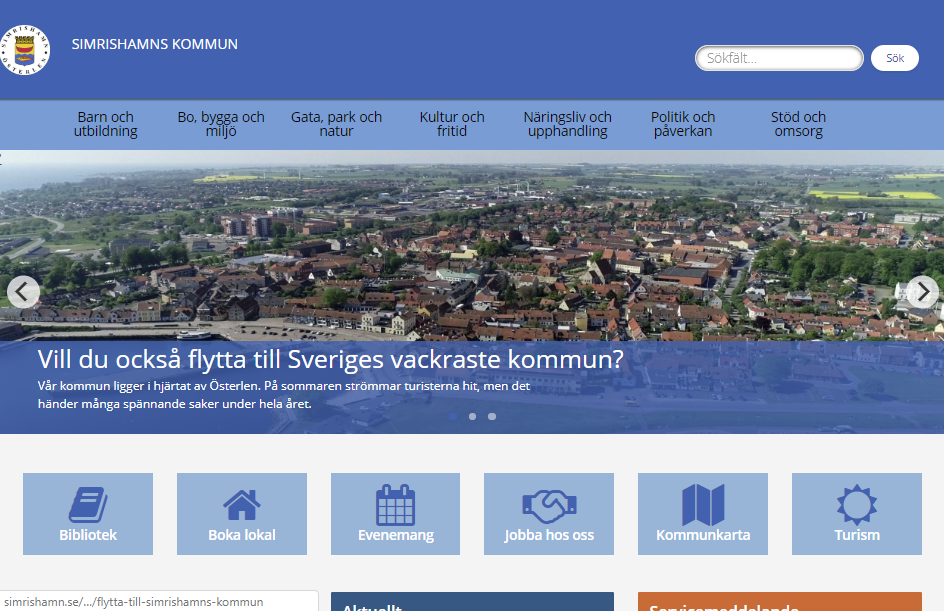 SIMRISHAMN
ÖSTERLEN
SIMRISHAMNS KOMMUN
Sökfält...
Sök
Barn och
utbildning
Bo, bygga och
miljö
Gata, park och
natur
Kultur och
fritid
Näringsliv och
upphandling
Politik och
påverkan
Stöd och
omsorg
Vill du också flytta till Sveriges vackraste kommun?
Vår kommun ligger i hjärtat av Österlen. På sommaren strömmar turisterna hit, men det
händer många spännande saker under hela året.
Bibliotek
Boka lokal
Evenemang
Jobba hos oss
Kommunkarta
Turism
simrishamn.se/.../flytta-till-simrishamns-kommun
Aktuellt
Servicemeddelande